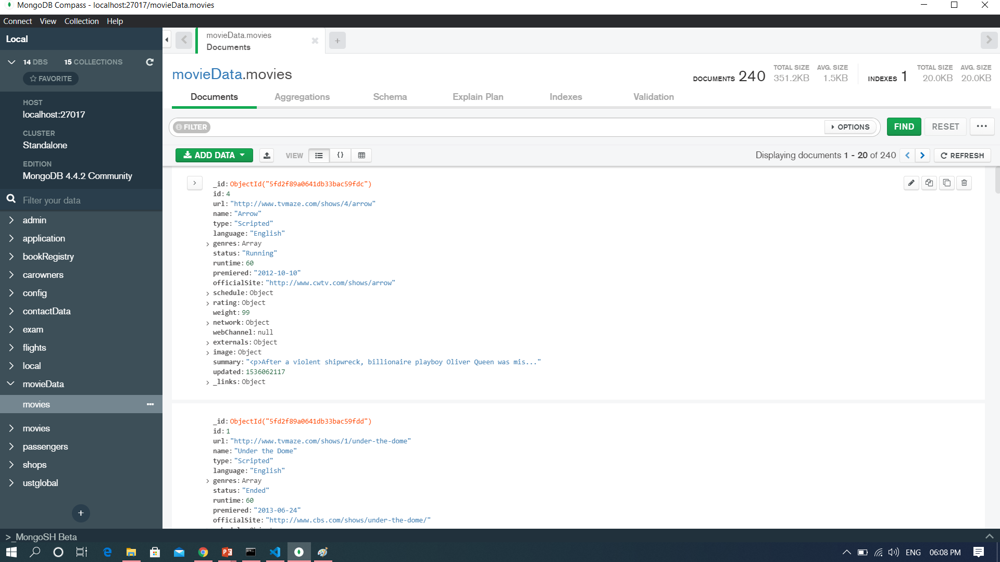 MongoDB Compass - localhost:27017/movieData.movies
Connect View Collection Help
Local
14 DBS 15 COLLECTIONS
FAVORITE
HOST
localhost:27017
CLUSTER
Standalone
EDITION
MongoDB 4.4.2 Community
Filter your data
admin
application
bookRegistry
carowners
config
contactData
exam
flights
local
movieData
movies
movies
passengers
shops
ustglobal
+
movieData.movies
Documents
+
movieData.movies
DOCUMENTS 240 TOTAL SIZE 351.2KB AVG. SIZE 1.5KB INDEXES 1 TOTAL SIZE 20.0KB AVG. SIZE 20.0KB
Documents Aggregations Schema Explain Plan Indexes Validation
FILTER OPTIONS FIND RESET ...
ADD DATA VIEW {} Displaying documents 1 - 20 of 240 REFRESH
_id: ObjectId("5fd2f89a0641db33bac59fdc")
id: 4
url: "http://www.tvmaze.com/shows/4/arrow"
name: "Arrow"
type: "Scripted"
language: "English"
genres: Array
status: "Running"
runtime: 60
premiered: "2012-10-10"
officialSite: "http://www.cwtv.com/shows/arrow"
schedule: Object
rating: Object
weight: 99
network: Object
webChannel: null
externals: Object
image: Object
summary: "<p>After a violent shipwreck, billionaire playboy Oliver Queen was mis..."
updated: 1536062117
_links: Object
_id: ObjectId("5fd2f89a0641db33bac59fdd")
id: 1
url: "http://www.tvmaze.com/shows/1/under-the-dome"
name: "Under the Dome"
type: "Scripted"
language: "English"
genres: Array
status: "Ended"
runtime: 60
premiered: "2013-06-24"
officialSite: "http://www.cbs.com/shows/under-the-dome/"
>_MongoSH Beta
ENG 06:08 PM